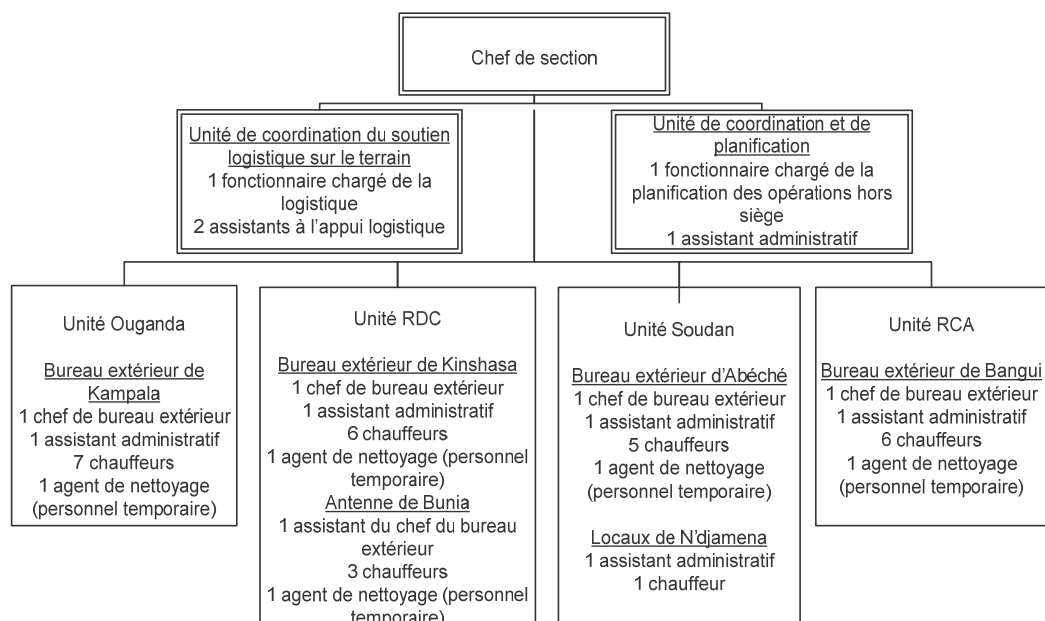 Chef de section
Unité de coordination du soutien
logistique sur le terrain
1 fonctionnaire chargé de la
logistique
2 assistants à l'appui logistique
Unité de coordination et de
planification
1 fonctionnaire chargé de la
planification des opérations hors
siège
1 assistant administratif
Unité Ouganda
Bureau extérieur de
Kampala
1 chef de bureau extérieur
1 assistant administratif
7 chauffeurs
1 agent de nettoyage
(personnel temporaire)
Unité RDC
Bureau extérieur de Kinshasa
1 chef de bureau extérieur
1 assistant administratif
6 chauffeurs
1 agent de nettoyage (personnel
temporaire)
Antenne de Bunia
1 assistant du chef du bureau
extérieur
3 chauffeurs
1 agent de nettoyage (personnel
temporaire)
Unité Soudan
Bureau extérieur d'Abéché
1 chef de bureau extérieur
1 assistant administratif
5 chauffeurs
1 agent de nettoyage
(personnel temporaire)
Locaux de N'djamena
1 assistant administratif
1 chauffeur
Unité RCA
Bureau extérieur de Bangui
1 chef de bureau extérieur
1 assistant administratif
6 chauffeurs
1 agent de nettoyage
(personnel temporaire)